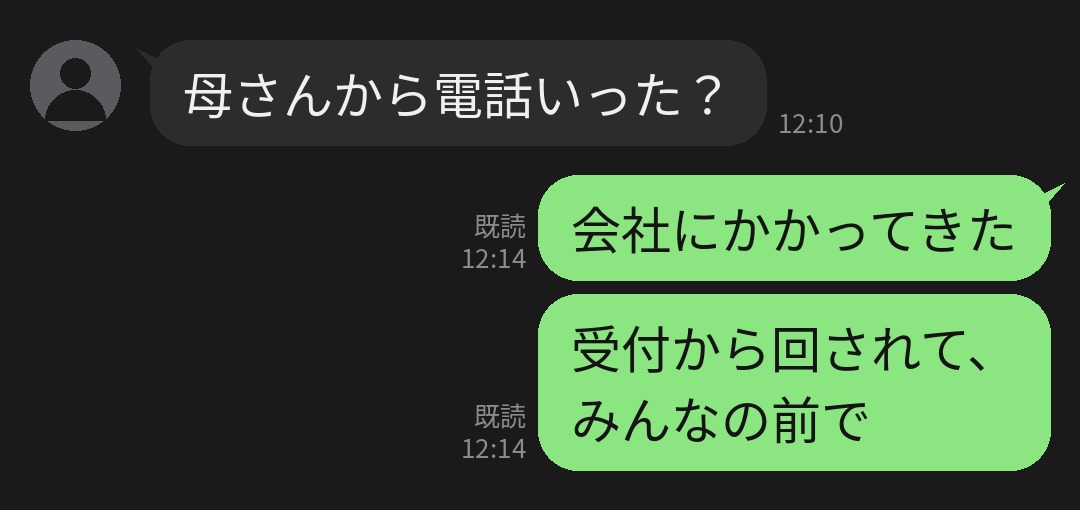 母さんから電話いった？
12:10
会社にかかってきた
既読
12:14
受付から回されて、
みんなの前で
既読
12:14